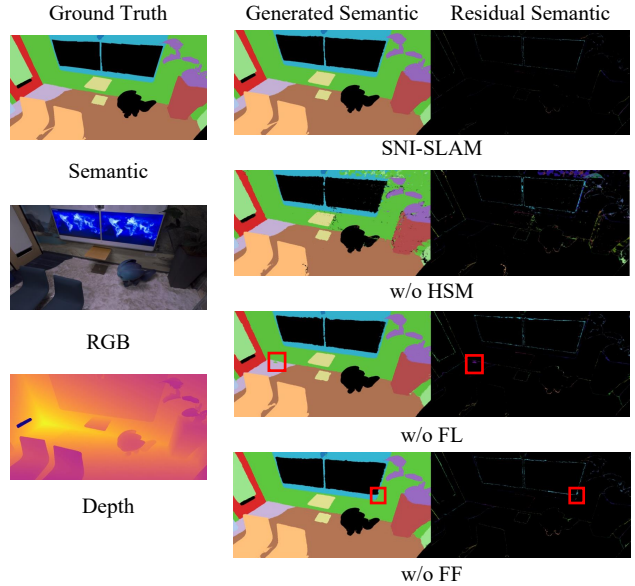 Ground Truth
Generated Semantic
Residual Semantic
Semantic
SNI-SLAM
RGB
w/o HSM
Depth
w/o FL
w/o FF